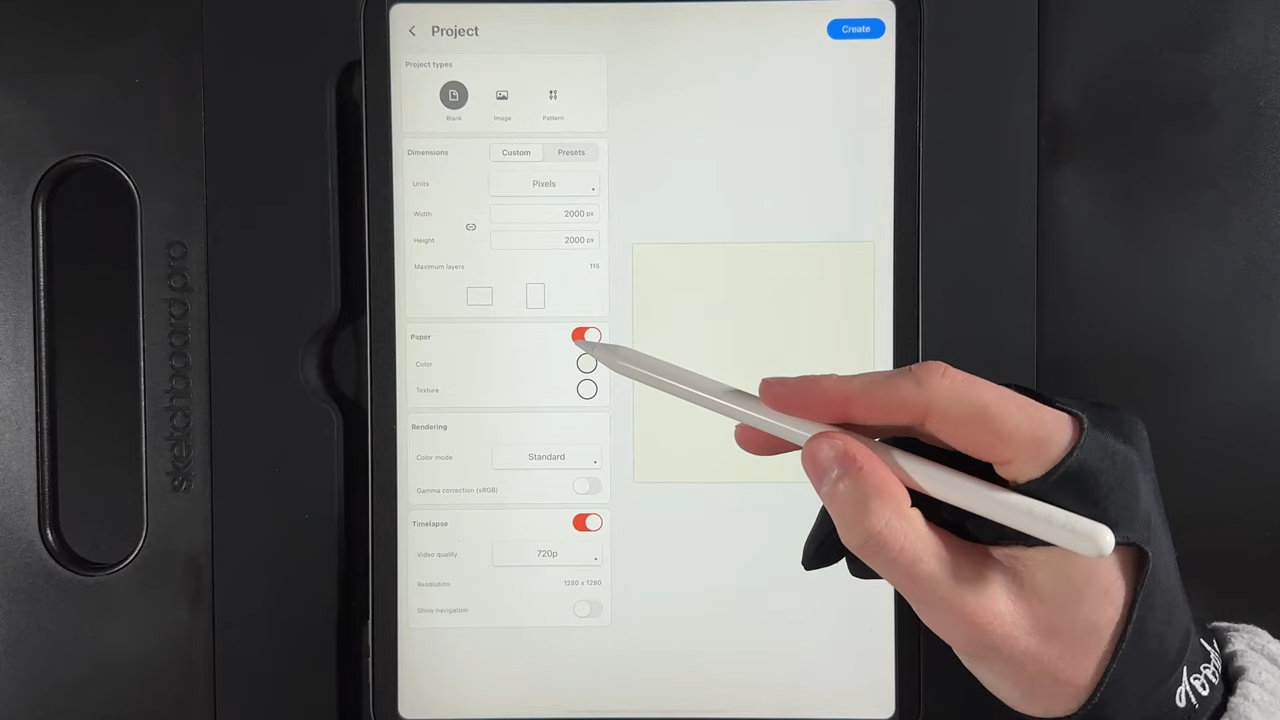 Project
Create
Project types
Blank
Image
Pattern
Dimensions
Custom
Presets
Units
Pixels
Width
2000 px
Height
2000 px
Maximum layers
115
Paper
Color
Texture
Rendering
Color mode
Standard
Gamma correction (sRGB)
Timelapse
Video quality
720p
Resolution
1280 x 1280
Show navigation
sketchboard pro